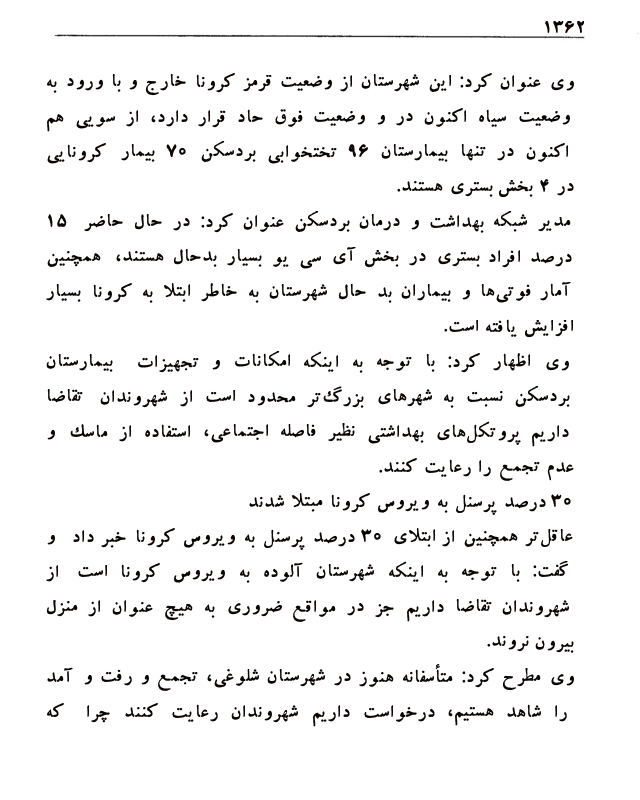 ۱۳۶۲
وی عنوان کرد: این شهرستان از وضعیت قرمز کرونا خارج و با ورود به
وضعیت سیاه اکنون در و وضعیت فوق حاد قرار دارد، از سویی هم
اکنون در تنها بیمارستان ۹۶ تختخوابی بردسکن ۷۰ بیمار کرونایی
در ۴ بخش بستری هستند.
مدیر شبکه بهداشت و درمان بردسکن عنوان کرد: در حال حاضر ۱۵
درصد افراد بستری در بخش آی سی یو بسیار بدحال هستند، همچنین
آمار فوتی‌ها و بیماران بد حال شهرستان به خاطر ابتلا به کرونا بسیار
افزایش یافته است.
وی اظهار کرد: با توجه به اینکه امکانات و تجهیزات بیمارستان
بردسکن نسبت به شهرهای بزرگ‌تر محدود است از شهروندان تقاضا
داریم پروتکل‌های بهداشتی نظیر فاصله اجتماعی، استفاده از ماسك و
عدم تجمع را رعایت کنند.
۳۰ درصد پرسنل به ویروس کرونا مبتلا شدند
عاقل‌تر همچنین از ابتلای ۳۰ درصد پرسنل به ویروس کرونا خبر داد و
گفت: با توجه به اینکه شهرستان آلوده به ویروس کرونا است از
شهروندان تقاضا داریم جز در مواقع ضروری به هیچ عنوان از منزل
بیرون نروند.
وی مطرح کرد: متأسفانه هنوز در شهرستان شلوغی، تجمع و رفت و آمد
را شاهد هستیم، درخواست داریم شهروندان رعایت کنند چرا که